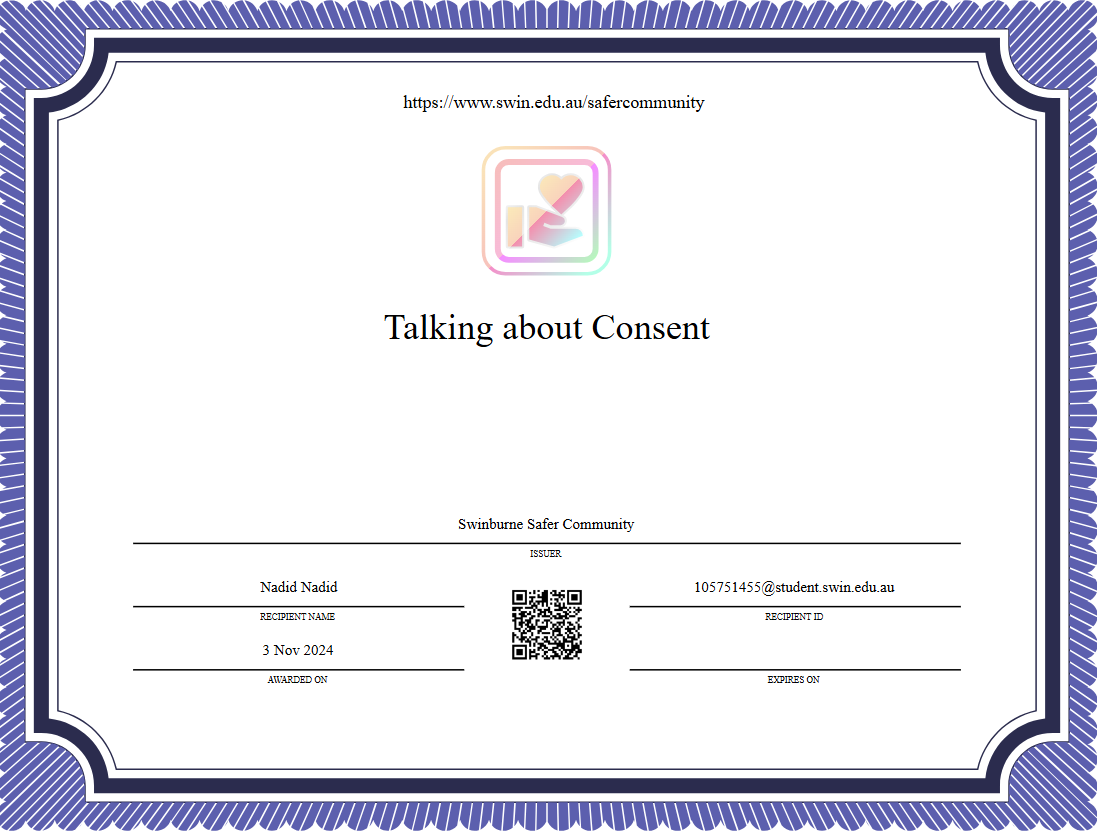 https://www.swin.edu.au/safercommunity
Talking about Consent
Swinburne Safer Community
ISSUER
Nadid Nadid
RECIPIENT NAME
105751455@student.swin.edu.au
RECIPIENT ID
3 Nov 2024
AWARDED ON
EXPIRES ON